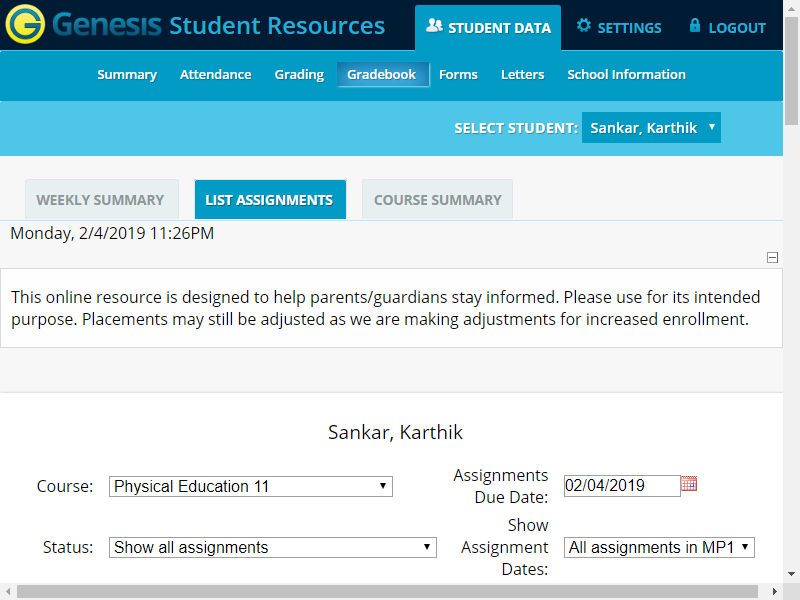 Genesis Student Resources
STUDENT DATA
SETTINGS
LOGOUT
Summary Attendance Grading Gradebook Forms Letters School Information
SELECT STUDENT: Sankar, Karthik
WEEKLY SUMMARY LIST ASSIGNMENTS COURSE SUMMARY
Monday, 2/4/2019 11:26PM
This online resource is designed to help parents/guardians stay informed. Please use for its intended
purpose. Placements may still be adjusted as we are making adjustments for increased enrollment.
Sankar, Karthik
Course: Physical Education 11
Assignments
Due Date: 02/04/2019
Status: Show all assignments
Show
Assignment
Dates: All assignments in MP1